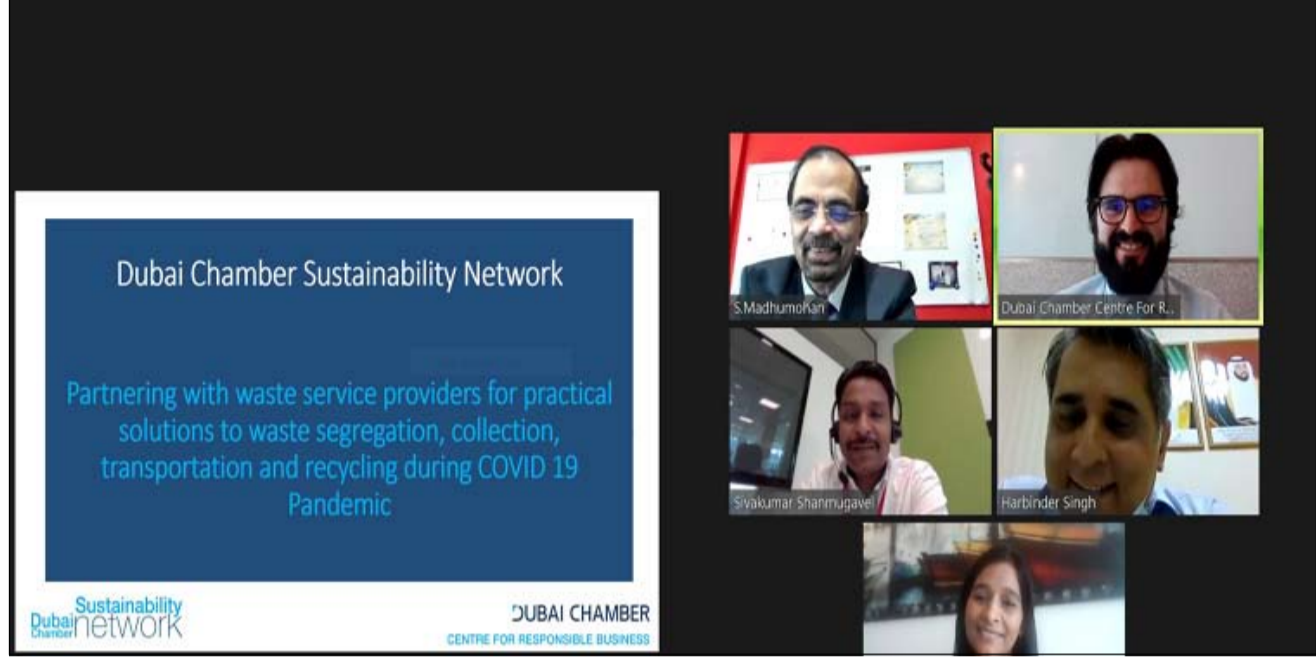 Dubai Chamber Sustainability Network
Partnering with waste service providers for practical
solutions to waste segregation, collection,
transportation and recycling during COVID 19
Pandemic
Sustainability
Dubai
Chamber network
DUBAI CHAMBER
CENTRE FOR RESPONSIBLE BUSINESS
S.Madhumohan
Dubai Chamber Centre For R...
Sivakumar Shanmugavel
Harbinder Singh